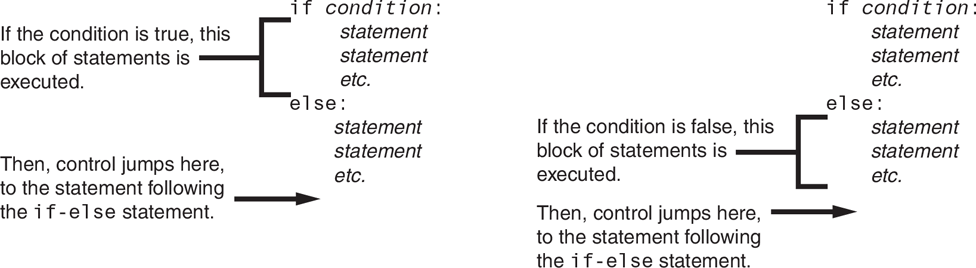 if condition:
If the condition is true, this
block of statements is
executed.
statement
statement
etc.
else:
statement
statement
etc.
Then, control jumps here,
to the statement following
the if-else statement.
if condition:
statement
statement
etc.
else:
If the condition is false, this
block of statements is
executed.
statement
statement
etc.
Then, control jumps here,
to the statement following
the if-else statement.